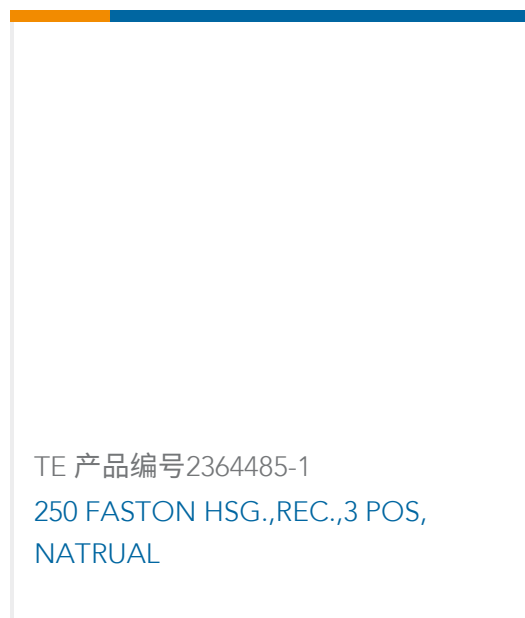 TE 产品编号2364485-1
250 FASTON HSG.,REC.,3 POS,
NATRUAL